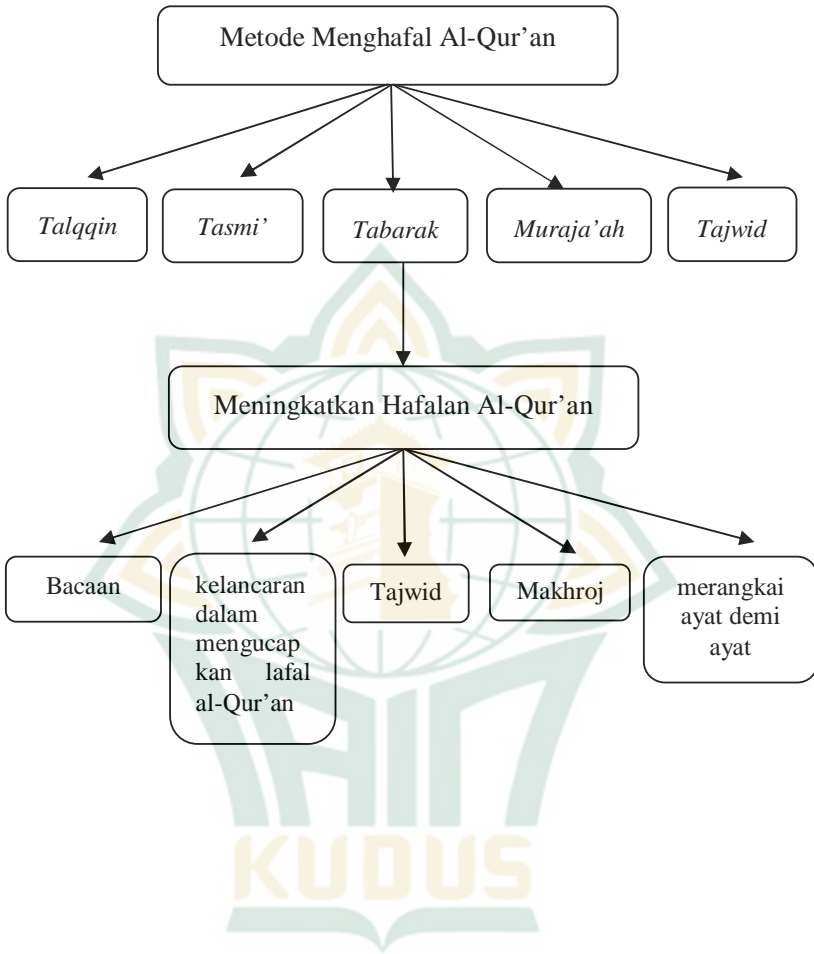 Metode Menghafal Al-Qur’an
Talqqin
Tasmi’
Tabarak
Muraja’ah
Tajwid
Meningkatkan Hafalan Al-Qur’an
Bacaan
kelancaran
dalam
mengucap
kan lafal
al-Qur’an
Tajwid
Makhroj
merangkai
ayat demi
ayat
IAIN
KUDUS